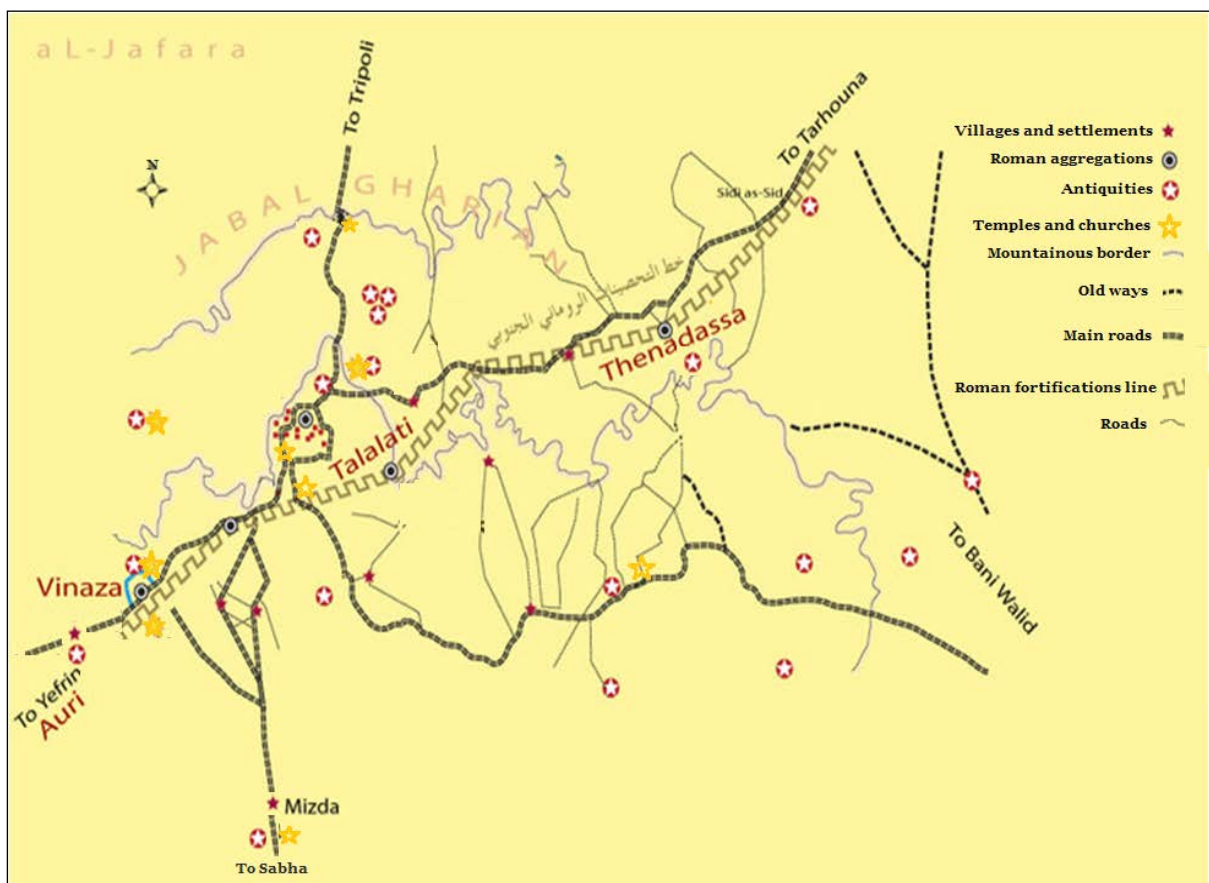 aL-Jafara
To Tripoli
To Tarhouna
N
JABAL GHARIAN
Sidi as-Sid
خط التحصينات الروماني الجنوبي
Thenadassa
Talalati
Vinaza
To Yefrin
Auri
Mizda
To Sabha
To Bani Walid
Villages and settlements
Roman aggregations
Antiquities
Temples and churches
Mountainous border
Old ways
Main roads
Roman fortifications line
Roads